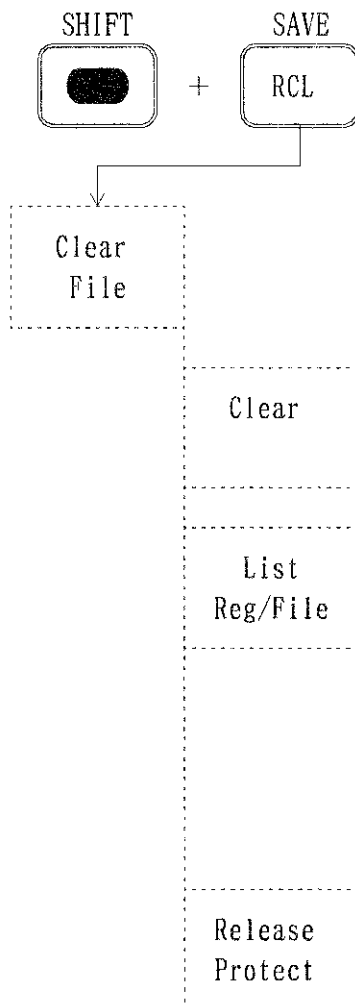 SHIFT SAVE
+ RCL
Clear
File
Clear
List
Reg/File
Release
Protect